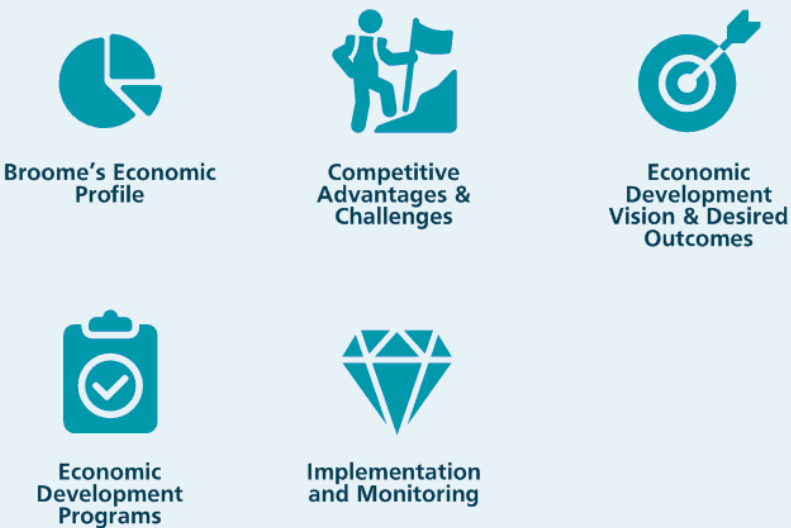 Broome’s Economic
Profile
Competitive
Advantages &
Challenges
Economic
Development
Vision & Desired
Outcomes
Economic
Development
Programs
Implementation
and Monitoring